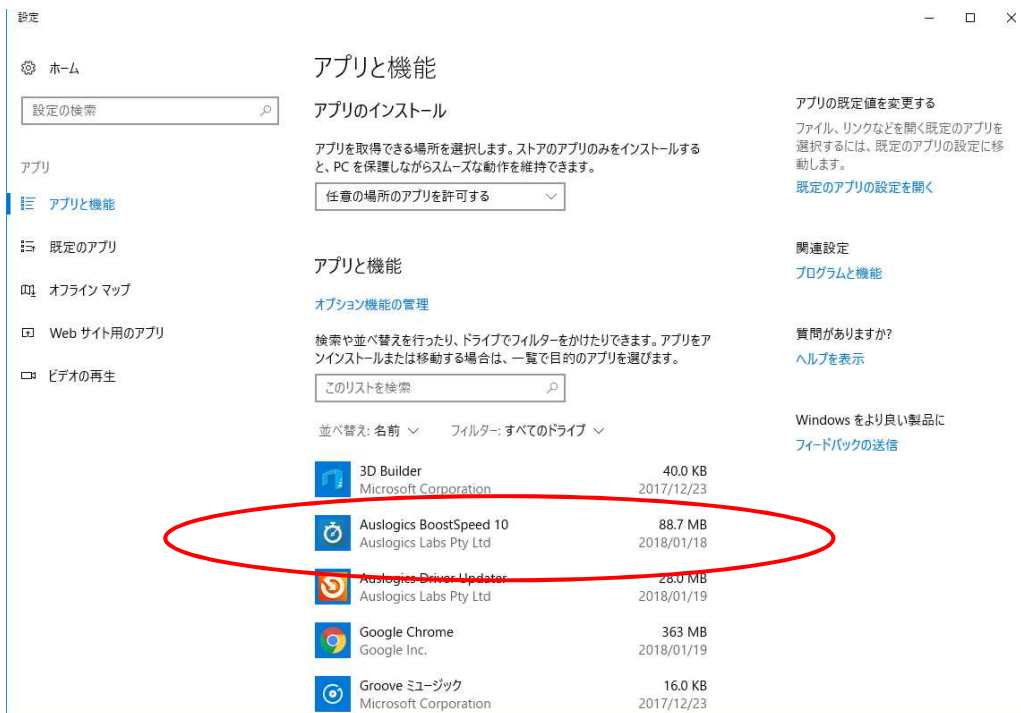 設定
ホーム
設定の検索
アプリ
アプリと機能
既定のアプリ
オフライン マップ
Web サイト用のアプリ
ビデオの再生
アプリと機能
アプリのインストール
アプリを取得できる場所を選択します。ストアのアプリのみをインストールする
と、PC を保護しながらスムーズな動作を維持できます。
任意の場所のアプリを許可する
アプリと機能
オプション機能の管理
検索や並べ替えを行ったり、ドライブでフィルターをかけたりできます。アプリをア
ンインストールまたは移動する場合は、一覧で目的のアプリを選びます。
このリストを検索
並べ替え: 名前 フィルター: すべてのドライブ
3D Builder 40.0 KB
Microsoft Corporation 2017/12/23
Auslogics BoostSpeed 10 88.7 MB
Auslogics Labs Pty Ltd 2018/01/18
Auslogics Driver Updater 28.0 MB
Auslogics Labs Pty Ltd 2018/01/19
Google Chrome 363 MB
Google Inc. 2018/01/19
Groove ミュージック 16.0 KB
Microsoft Corporation 2017/12/23
アプリの既定値を変更する
ファイル、リンクなどを開く既定のアプリを
選択するには、既定のアプリの設定に移
動します。
既定のアプリの設定を開く
関連設定
プログラムと機能
質問がありますか?
ヘルプを表示
Windows をより良い製品に
フィードバックの送信